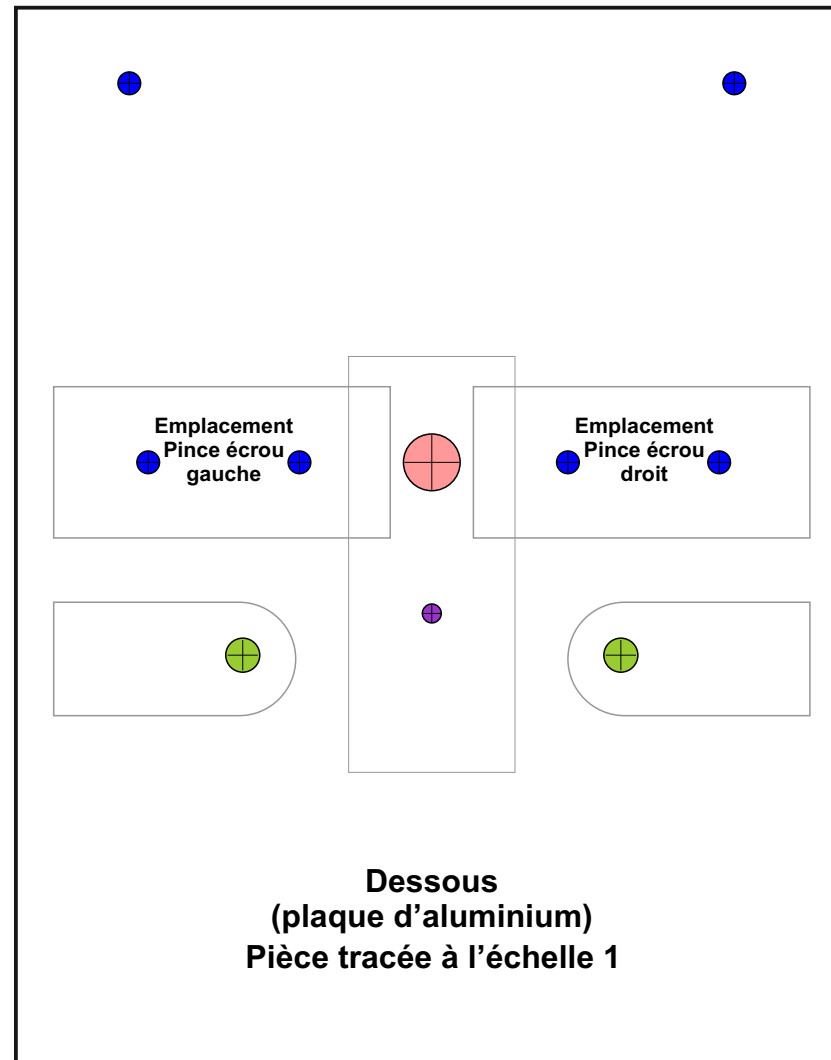 Emplacement
Pince écrou
gauche
Emplacement
Pince écrou
droit
Dessous
(plaque d’aluminium)
Pièce tracée à l’échelle 1